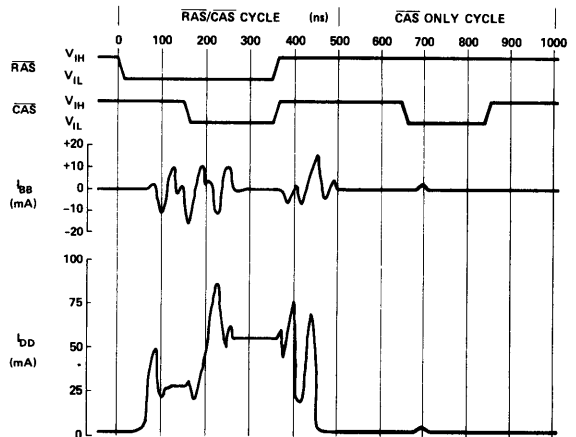 RAS/CAS CYCLE (ns) CAS ONLY CYCLE
0 100 200 300 400 500 600 700 800 900 1000
RAS VIH
VIL
CAS VIH
VIL
IBB
(mA)
+20
+10
0
−10
−20
IDD
(mA)
100
75
50
25
0